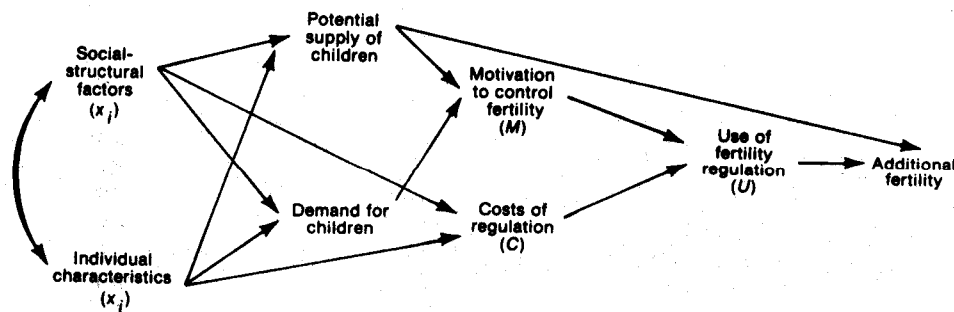 Social-
structural
factors
(x_i)
Potential
supply of
children
Motivation
to control
fertility
(M)
Use of
fertility
regulation
(U)
Additional
fertility
Demand for
children
Costs of
regulation
(C)
Individual
characteristics
(x_j)